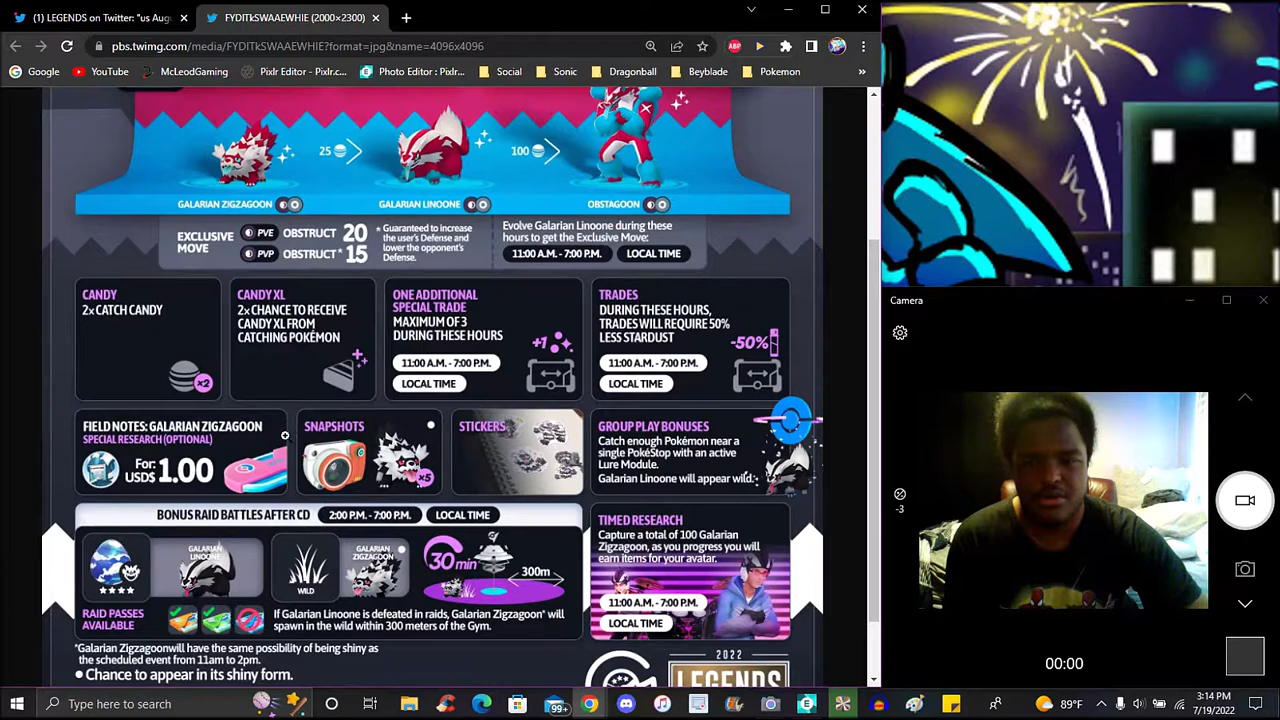 (1) LEGENDS on Twitter: "us Aug
FYDITkSWAAEWHIE (2000×2300)
pbs.twimg.com/media/FYDITkSWAAEWHIE?format=jpg&name=4096x4096
ABP
Google
YouTube
McLeodGaming
Pixlr Editor - Pixlr.c...
Photo Editor : Pixlr...
Social
Sonic
Dragonball
Beyblade
Pokemon
»
25
100
GALARIAN ZIGZAGOON
GALARIAN LINOONE
OBSTAGOON
EXCLUSIVE
MOVE
PVE OBSTRUCT 20
PVP OBSTRUCT* 15
* Guaranteed to increase
the user's Defense and
lower the opponent's
Defense.
Evolve Galarian Linoone during these
hours to get the Exclusive Move:
11:00 A.M. - 7:00 P.M.
LOCAL TIME
CANDY
2x CATCH CANDY
x2
CANDY XL
2x CHANCE TO RECEIVE
CANDY XL FROM
CATCHING POKÉMON
ONE ADDITIONAL
SPECIAL TRADE
MAXIMUM OF 3
DURING THESE HOURS
+1
11:00 A.M. - 7:00 P.M.
LOCAL TIME
TRADES
DURING THESE HOURS,
TRADES WILL REQUIRE 50%
LESS STARDUST
-50%
11:00 A.M. - 7:00 P.M.
LOCAL TIME
FIELD NOTES: GALARIAN ZIGZAGOON
SPECIAL RESEARCH (OPTIONAL)
For:
USD$ 1.00
SNAPSHOTS
x5
STICKERS
GROUP PLAY BONUSES
Catch enough Pokémon near a
single PokéStop with an active
Lure Module.
Galarian Linoone will appear wild.
BONUS RAID BATTLES AFTER CD
2:00 P.M. - 7:00 P.M.
LOCAL TIME
GALARIAN
LINOONE
WILD
GALARIAN
ZIGZAGOON
30
min
300m
RAID PASSES
AVAILABLE
If Galarian Linoone is defeated in raids, Galarian Zigzagoon* will
spawn in the wild within 300 meters of the Gym.
TIMED RESEARCH
Capture a total of 100 Galarian
Zigzagoon, as you progress you will
earn items for your avatar.
11:00 A.M. - 7:00 P.M.
LOCAL TIME
*Galarian Zigzagoonwill have the same possibility of being shiny as
the scheduled event from 11am to 2pm.
● Chance to appear in its shiny form.
2022
LEGENDS
Camera
-3
00:00
Type here to search
99+
89°F
3:14 PM
7/19/2022